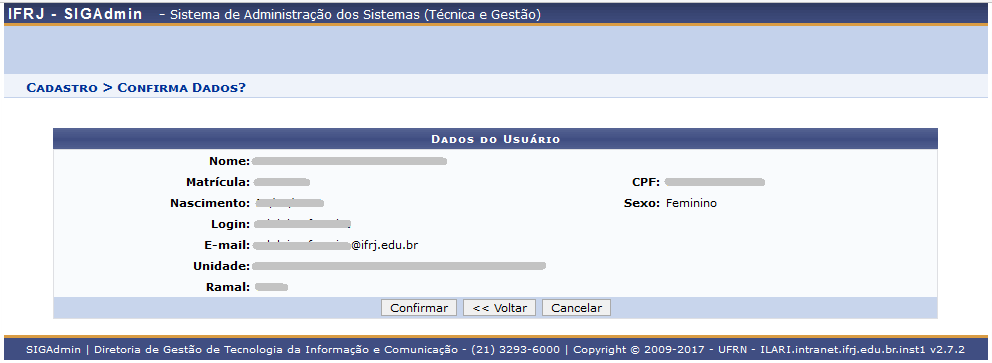 IFRJ - SIGAdmin - Sistema de Administração dos Sistemas (Técnica e Gestão)
CADASTRO > CONFIRMA DADOS?
DADOS DO USUÁRIO
Nome:
Matrícula: CPF:
Nascimento: Sexo: Feminino
Login:
E-mail: @ifrj.edu.br
Unidade:
Ramal:
Confirmar << Voltar Cancelar
SIGAdmin | Diretoria de Gestão de Tecnologia da Informação e Comunicação - (21) 3293-6000 | Copyright © 2009-2017 - UFRN - ILARI.intranet.ifrj.edu.br.inst1 v2.7.2